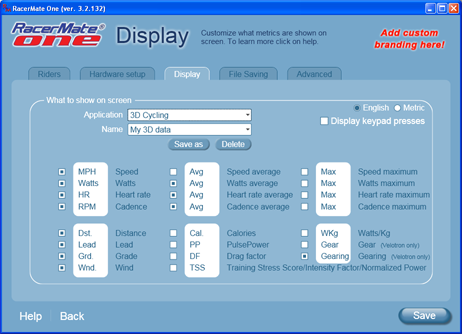 RacerMate One (ver. 3.2.132)
RacerMate one
Display
Customize what metrics are shown on
screen. To learn more click on help.
Add custom
branding here!
Riders Hardware setup Display File Saving Advanced
What to show on screen
English Metric
Application 3D Cycling
Display keypad presses
Name My 3D data
Save as Delete
MPH Speed Avg Speed average Max Speed maximum
Watts Watts Avg Watts average Max Watts maximum
HR Heart rate Avg Heart rate average Max Heart rate maximum
RPM Cadence Avg Cadence average Max Cadence maximum
Dst. Distance Cal. Calories WKg Watts/Kg
Lead Lead PP PulsePower Gear Gear (Velotron only)
Grd. Grade DF Drag factor Gearing Gearing (Velotron only)
Wnd. Wind TSS Training Stress Score/Intensity Factor/Normalized Power
Help Back Save